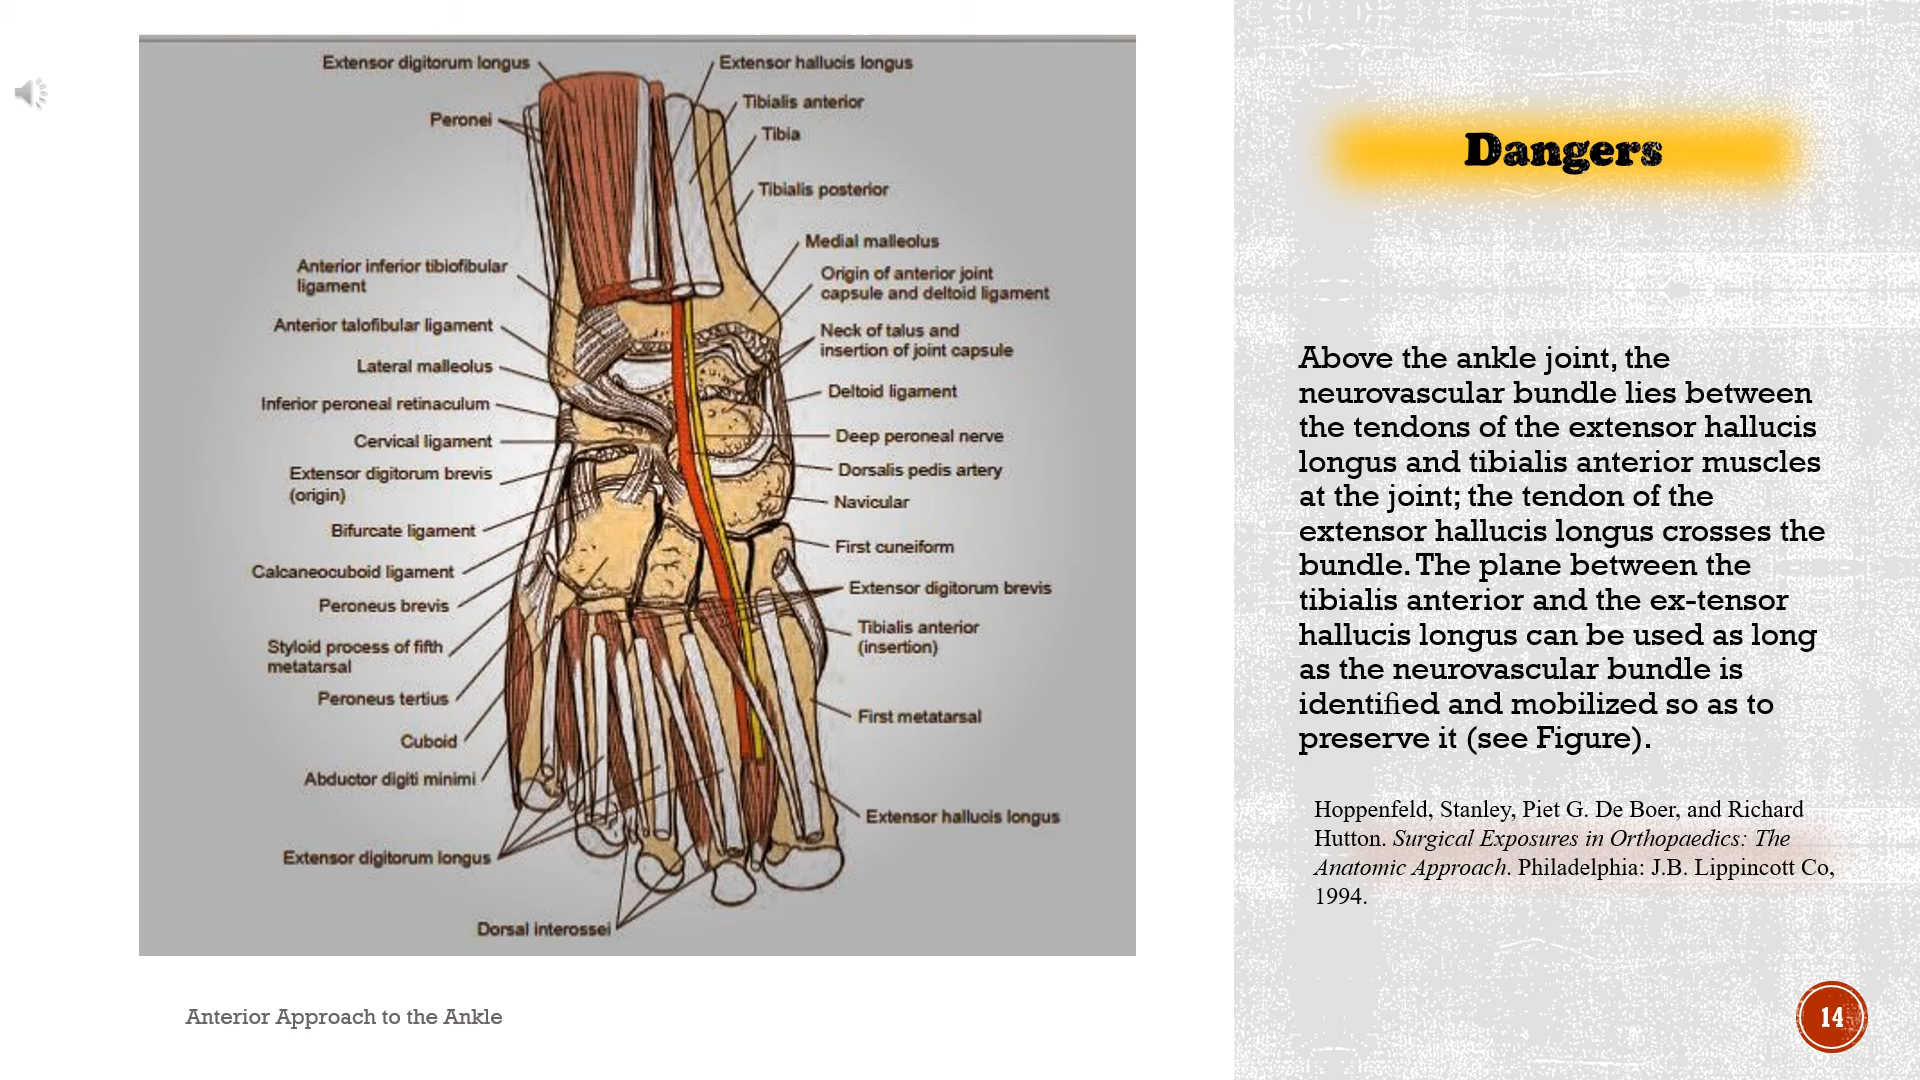 Extensor digitorum longus
Peronei
Anterior inferior tibiofibular
ligament
Anterior talofibular ligament
Lateral malleolus
Inferior peroneal retinaculum
Cervical ligament
Extensor digitorum brevis
(origin)
Bifurcate ligament
Calcaneocuboid ligament
Peroneus brevis
Styloid process of fifth
metatarsal
Peroneus tertius
Cuboid
Abductor digiti minimi
Extensor digitorum longus
Dorsal interossei
Extensor hallucis longus
Tibialis anterior
Tibia
Tibialis posterior
Medial malleolus
Origin of anterior joint
capsule and deltoid ligament
Neck of talus and
insertion of joint capsule
Deltoid ligament
Deep peroneal nerve
Dorsalis pedis artery
Navicular
First cuneiform
Extensor digitorum brevis
Tibialis anterior
(insertion)
First metatarsal
Extensor hallucis longus
Dangers
Above the ankle joint, the
neurovascular bundle lies between
the tendons of the extensor hallucis
longus and tibialis anterior muscles
at the joint; the tendon of the
extensor hallucis longus crosses the
bundle. The plane between the
tibialis anterior and the ex-tensor
hallucis longus can be used as long
as the neurovascular bundle is
identified and mobilized so as to
preserve it (see Figure).
Hoppenfeld, Stanley, Piet G. De Boer, and Richard
Hutton. Surgical Exposures in Orthopaedics: The
Anatomic Approach. Philadelphia: J.B. Lippincott Co,
1994.
Anterior Approach to the Ankle
14